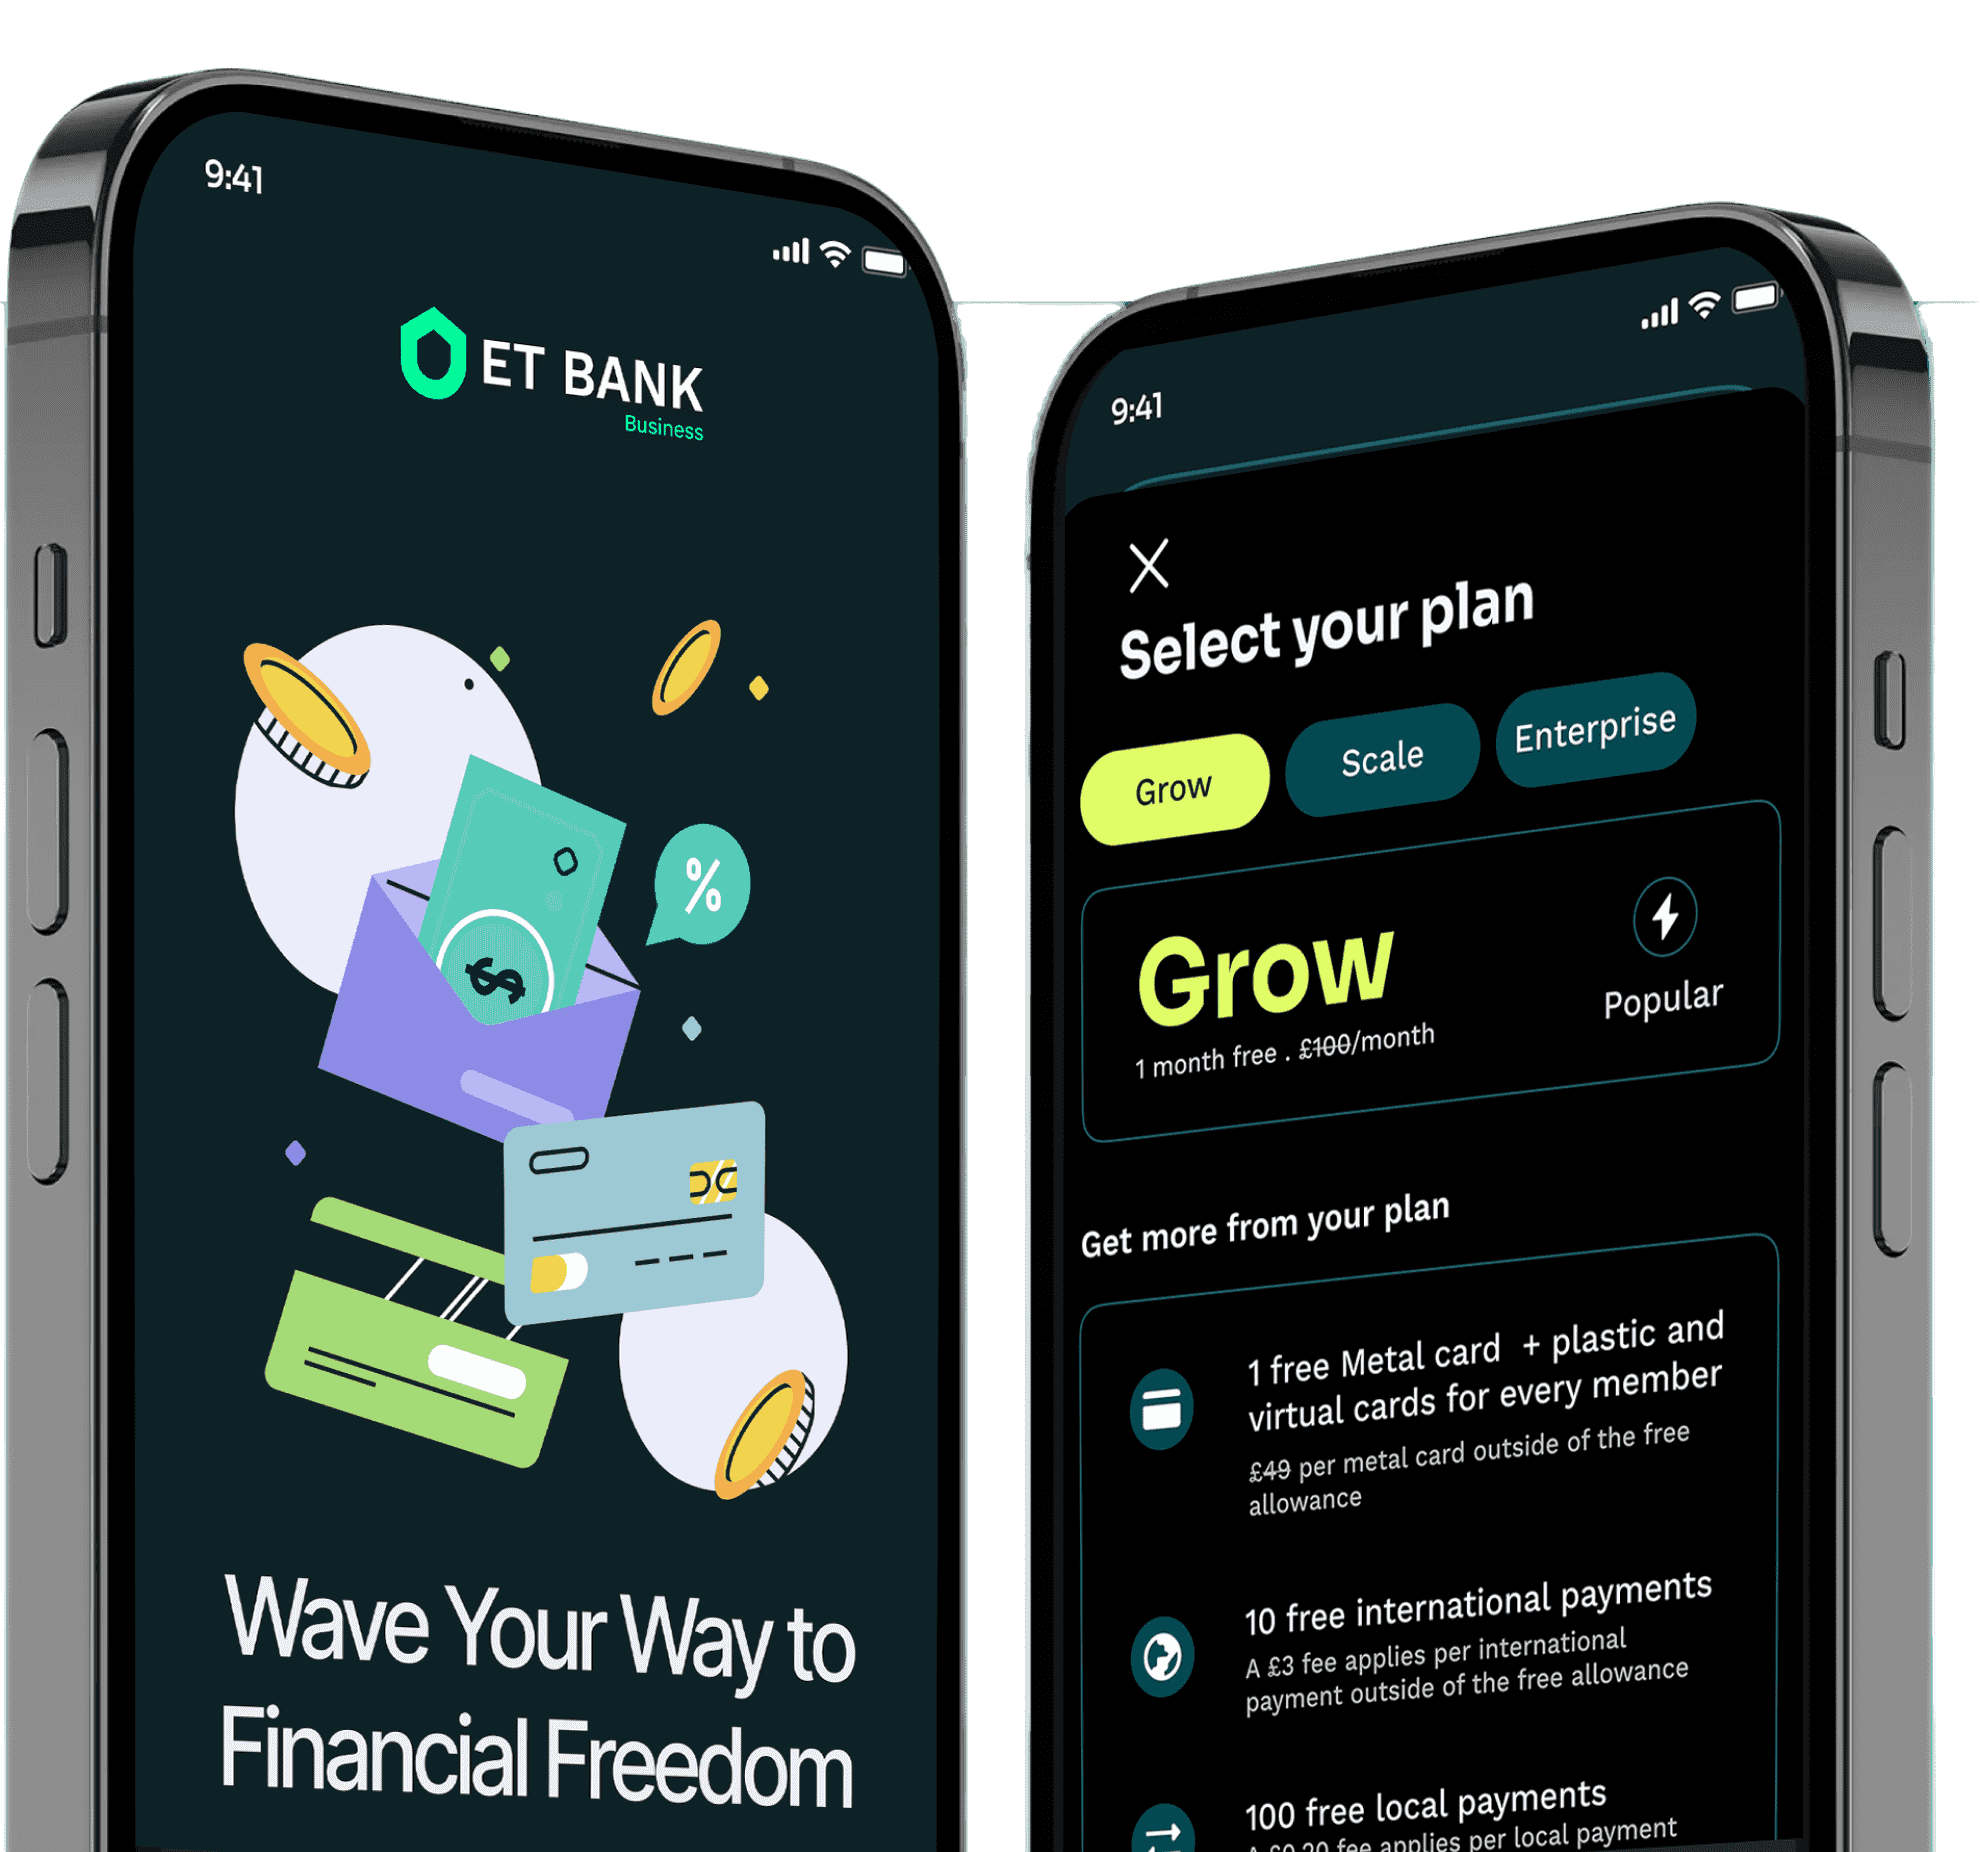 9:41
ET BANK
Business
%
$
Wave Your Way to
Financial Freedom
9:41
Select your plan
Grow
Scale
Enterprise
Grow
Popular
1 month free . £100/month
Get more from your plan
1 free Metal card + plastic and
virtual cards for every member
£49 per metal card outside of the free
allowance
10 free international payments
A £3 fee applies per international
payment outside of the free allowance
100 free local payments
A £0.20 fee applies per local payment